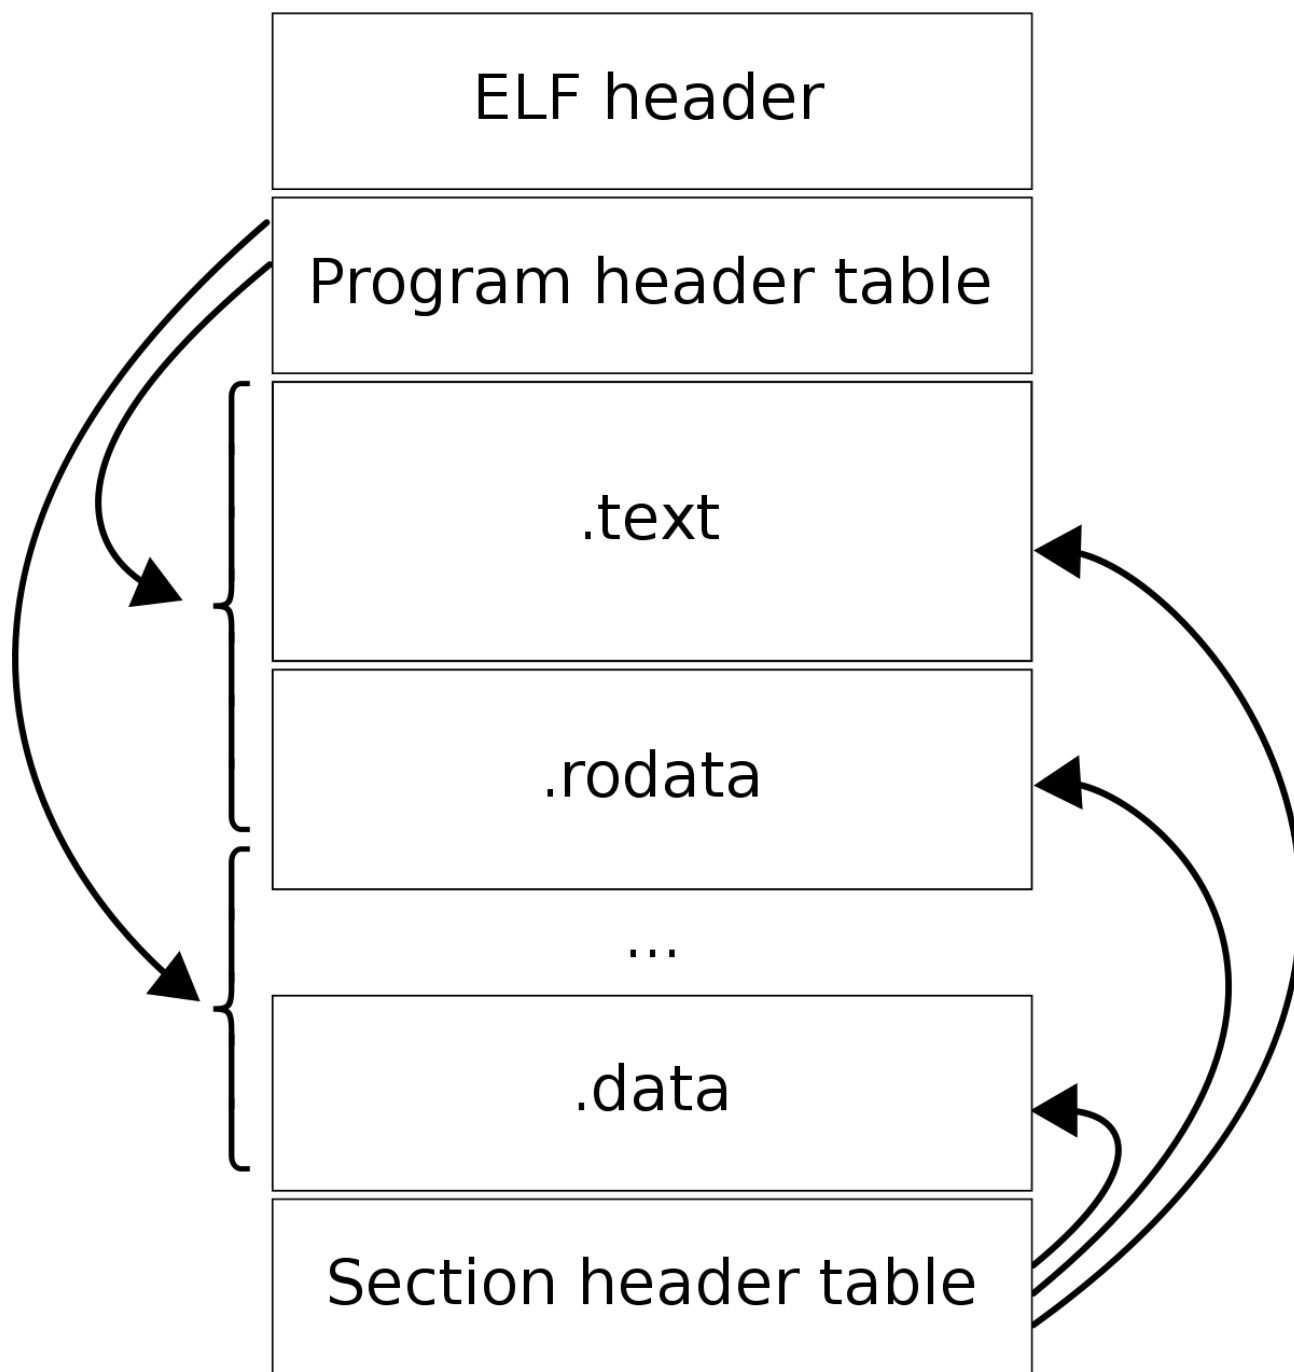 ELF header
Program header table
.text
.rodata
...
.data
Section header table